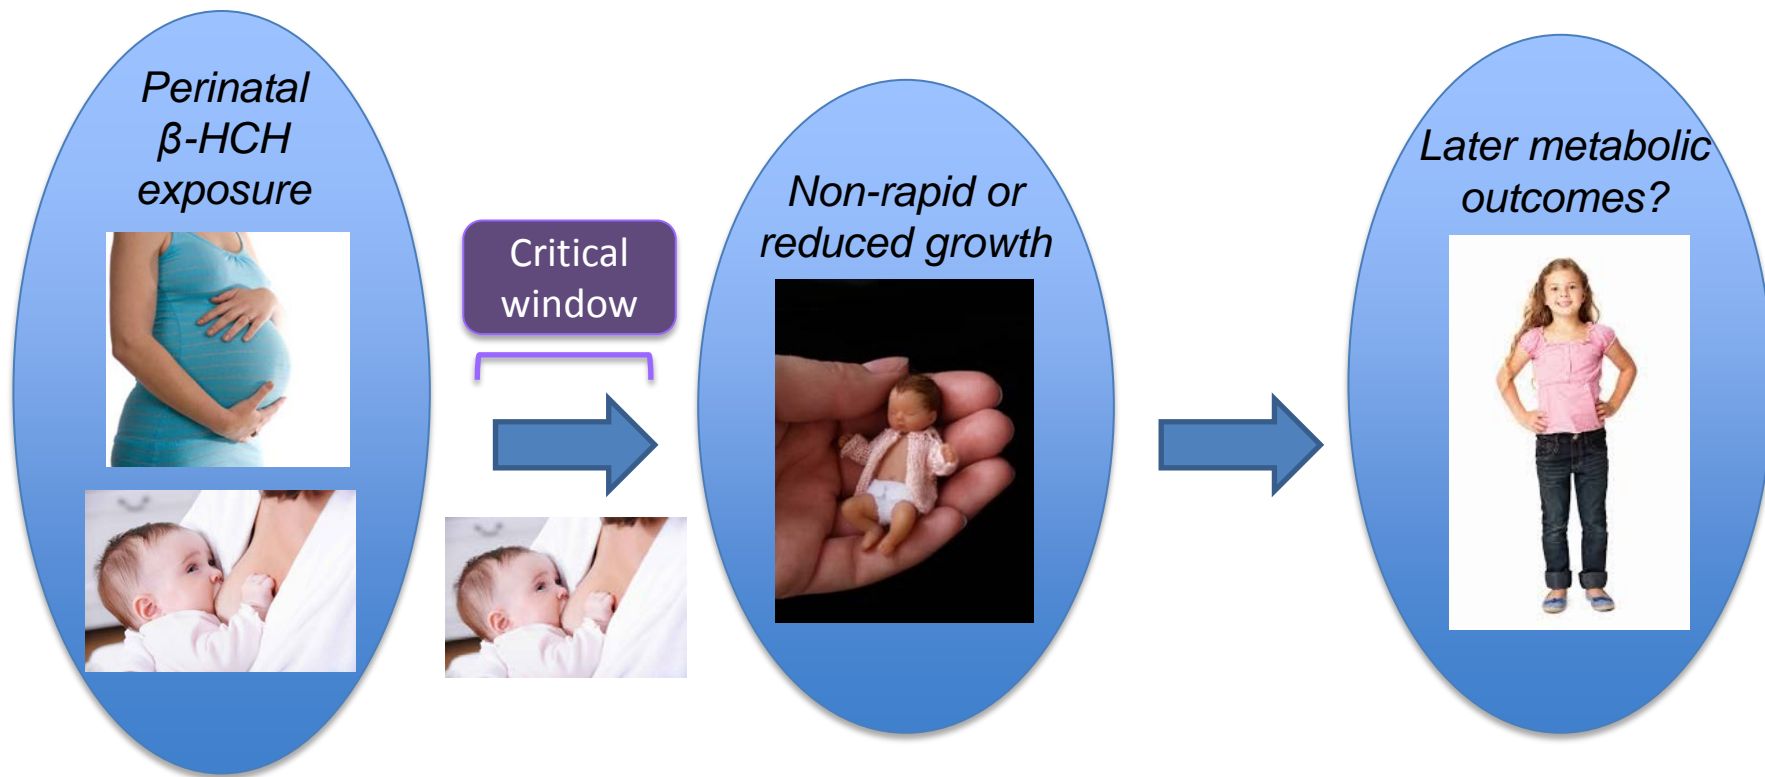 Perinatal
β-HCH
exposure
Critical
window
Non-rapid or
reduced growth
Later metabolic
outcomes?